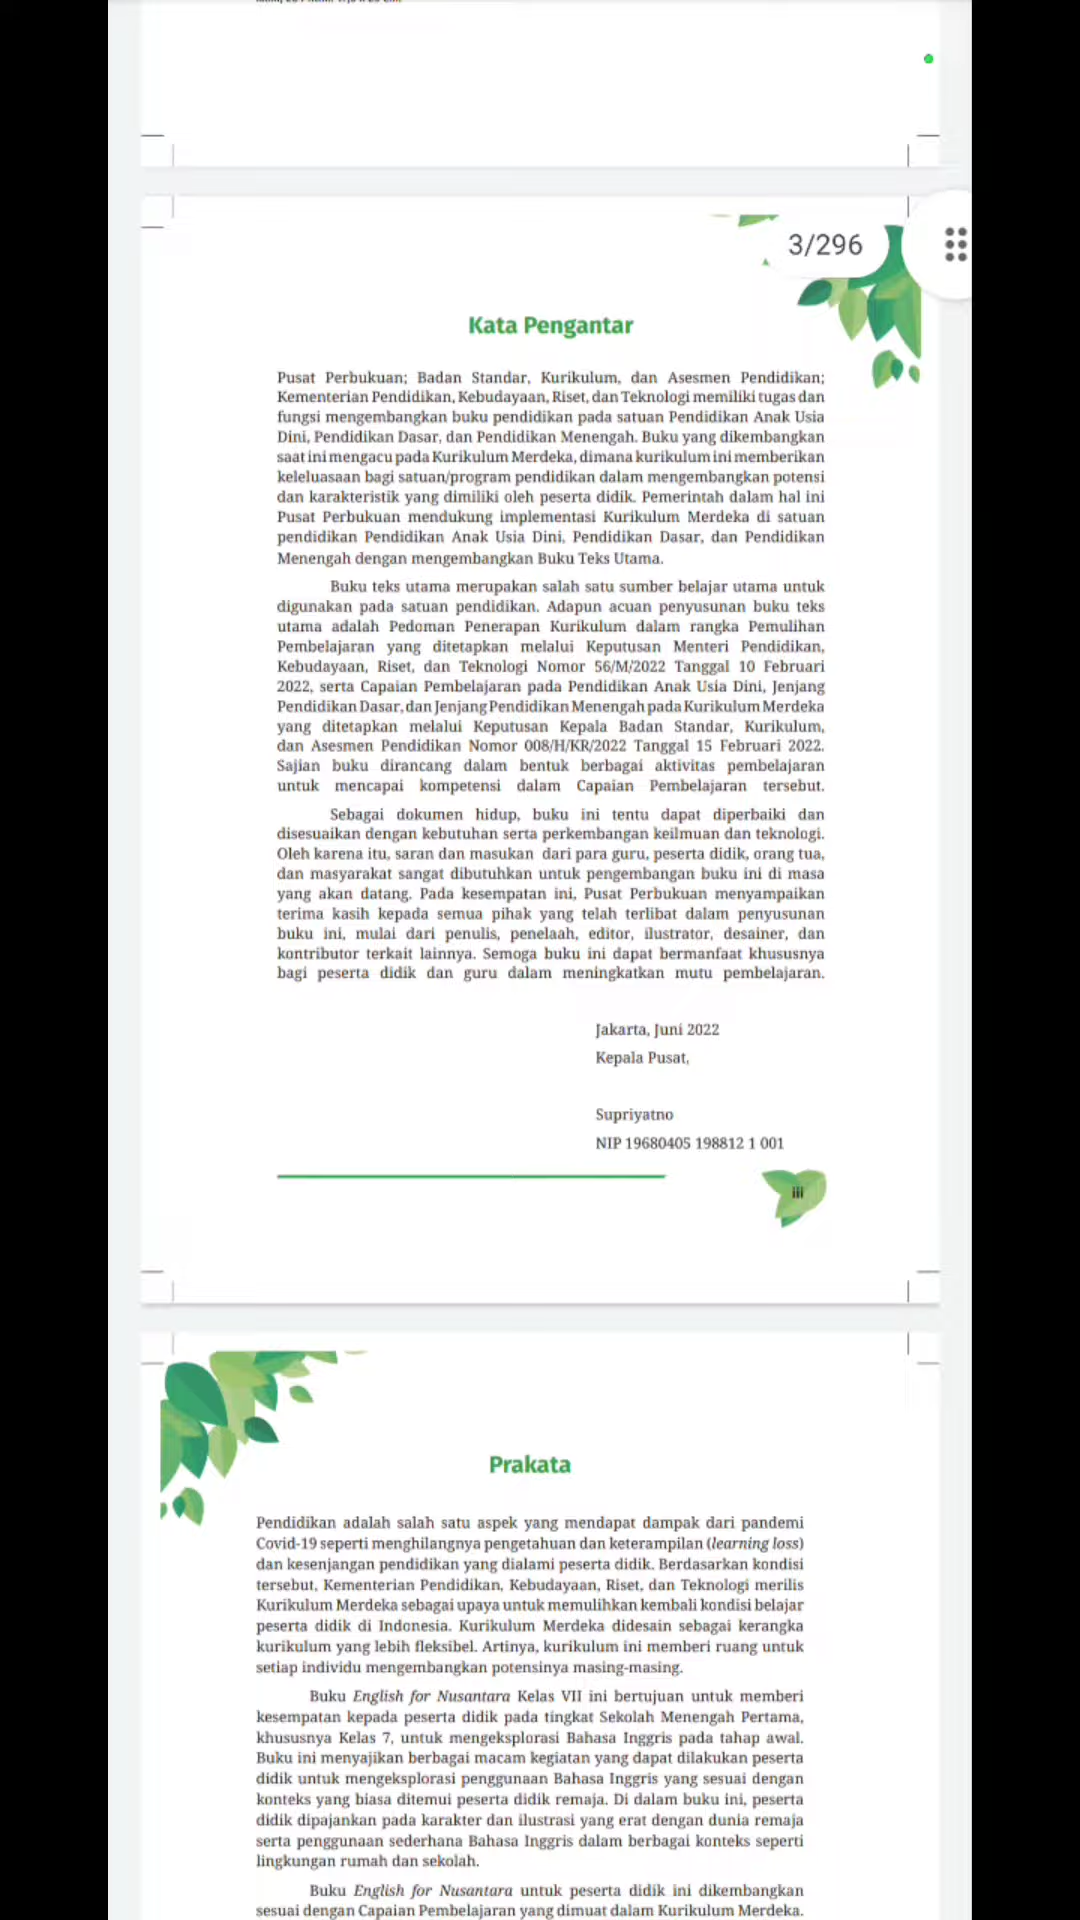 3/296
Kata Pengantar
Pusat Perbukuan; Badan Standar, Kurikulum, dan Asesmen Pendidikan;
Kementerian Pendidikan, Kebudayaan, Riset, dan Teknologi memiliki tugas dan
fungsi mengembangkan buku pendidikan pada satuan Pendidikan Anak Usia
Dini, Pendidikan Dasar, dan Pendidikan Menengah. Buku yang dikembangkan
saat ini mengacu pada Kurikulum Merdeka, dimana kurikulum ini memberikan
keleluasaan bagi satuan/program pendidikan dalam mengembangkan potensi
dan karakteristik yang dimiliki oleh peserta didik. Pemerintah dalam hal ini
Pusat Perbukuan mendukung implementasi Kurikulum Merdeka di satuan
pendidikan Pendidikan Anak Usia Dini, Pendidikan Dasar, dan Pendidikan
Menengah dengan mengembangkan Buku Teks Utama.
Buku teks utama merupakan salah satu sumber belajar utama untuk
digunakan pada satuan pendidikan. Adapun acuan penyusunan buku teks
utama adalah Pedoman Penerapan Kurikulum dalam rangka Pemulihan
Pembelajaran yang ditetapkan melalui Keputusan Menteri Pendidikan,
Kebudayaan, Riset, dan Teknologi Nomor 56/M/2022 Tanggal 10 Februari
2022, serta Capaian Pembelajaran pada Pendidikan Anak Usia Dini, Jenjang
Pendidikan Dasar, dan Jenjang Pendidikan Menengah pada Kurikulum Merdeka
yang ditetapkan melalui Keputusan Kepala Badan Standar, Kurikulum,
dan Asesmen Pendidikan Nomor 008/H/KR/2022 Tanggal 15 Februari 2022.
Sajian buku dirancang dalam bentuk berbagai aktivitas pembelajaran
untuk mencapai kompetensi dalam Capaian Pembelajaran tersebut.
Sebagai dokumen hidup, buku ini tentu dapat diperbaiki dan
disesuaikan dengan kebutuhan serta perkembangan keilmuan dan teknologi.
Oleh karena itu, saran dan masukan dari para guru, peserta didik, orang tua,
dan masyarakat sangat dibutuhkan untuk pengembangan buku ini di masa
yang akan datang. Pada kesempatan ini, Pusat Perbukuan menyampaikan
terima kasih kepada semua pihak yang telah terlibat dalam penyusunan
buku ini, mulai dari penulis, penelaah, editor, ilustrator, desainer, dan
kontributor terkait lainnya. Semoga buku ini dapat bermanfaat khususnya
bagi peserta didik dan guru dalam meningkatkan mutu pembelajaran.
Jakarta, Juni 2022
Kepala Pusat,
Supriyatno
NIP 19680405 198812 1 001
iii
Prakata
Pendidikan adalah salah satu aspek yang mendapat dampak dari pandemi
Covid-19 seperti menghilangnya pengetahuan dan keterampilan (learning loss)
dan kesenjangan pendidikan yang dialami peserta didik. Berdasarkan kondisi
tersebut, Kementerian Pendidikan, Kebudayaan, Riset, dan Teknologi merilis
Kurikulum Merdeka sebagai upaya untuk memulihkan kembali kondisi belajar
peserta didik di Indonesia. Kurikulum Merdeka didesain sebagai kerangka
kurikulum yang lebih fleksibel. Artinya, kurikulum ini memberi ruang untuk
setiap individu mengembangkan potensinya masing-masing.
Buku English for Nusantara Kelas VII ini bertujuan untuk memberi
kesempatan kepada peserta didik pada tingkat Sekolah Menengah Pertama,
khususnya Kelas 7, untuk mengeksplorasi Bahasa Inggris pada tahap awal.
Buku ini menyajikan berbagai macam kegiatan yang dapat dilakukan peserta
didik untuk mengeksplorasi penggunaan Bahasa Inggris yang sesuai dengan
konteks yang biasa ditemui peserta didik remaja. Di dalam buku ini, peserta
didik dipajankan pada karakter dan ilustrasi yang erat dengan dunia remaja
serta penggunaan sederhana Bahasa Inggris dalam berbagai konteks seperti
lingkungan rumah dan sekolah.
Buku English for Nusantara untuk peserta didik ini dikembangkan
sesuai dengan Capaian Pembelajaran yang dimuat dalam Kurikulum Merdeka.